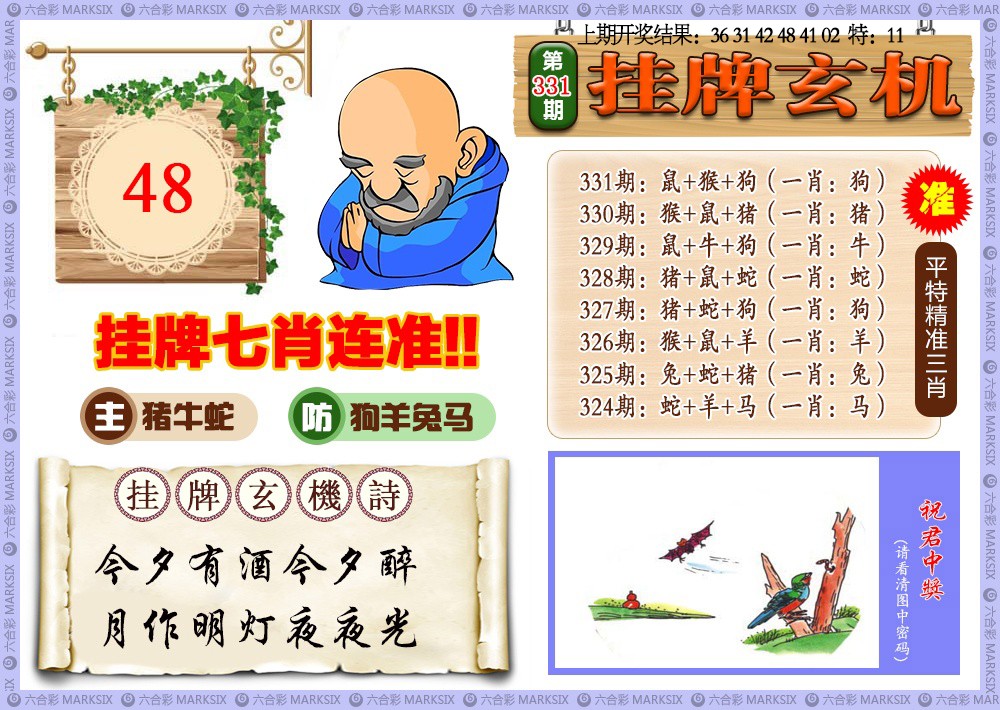 上期开奖结果：36 31 42 48 41 02 特：11
第331期
挂牌玄机
48
挂牌七肖连准!!
主 猪牛蛇
防 狗羊兔马
挂牌玄機詩
今夕有酒今夕醉
月作明灯夜夜光
331期：鼠+猴+狗（一肖：狗）
330期：猴+鼠+猪（一肖：猪）
329期：鼠+牛+狗（一肖：牛）
328期：猪+鼠+蛇（一肖：蛇）
327期：猪+蛇+狗（一肖：狗）
326期：猴+鼠+羊（一肖：羊）
325期：兔+蛇+猪（一肖：兔）
324期：蛇+羊+马（一肖：马）
准
平特精准三肖
祝君中獎
（请看清图中密码）
六合彩 MARKSIX